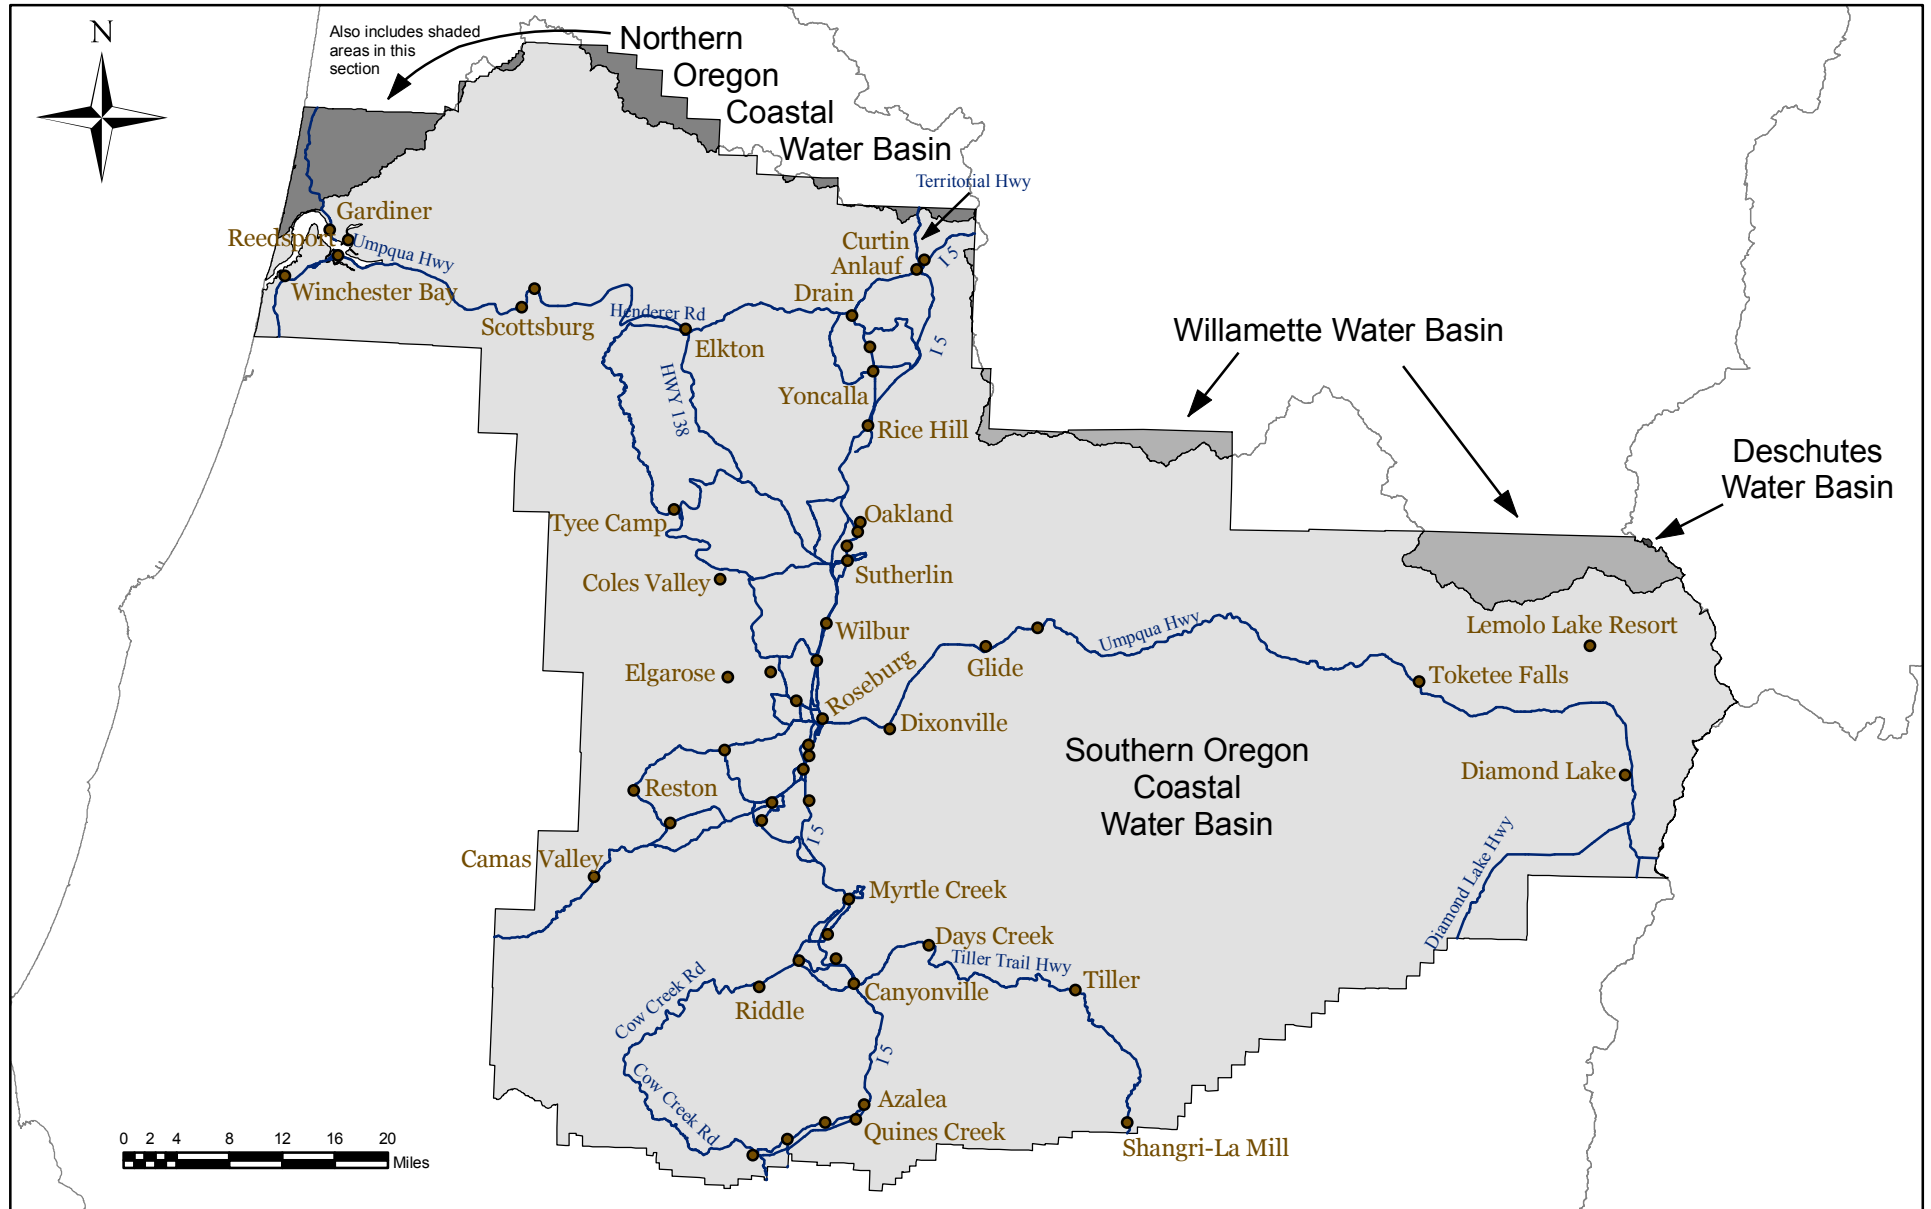 N
Also includes shaded
areas in this
section
Northern
Oregon
Coastal
Water Basin
Territorial Hwy
Gardiner
Reedsport
Umpqua Hwy
Winchester Bay
Scottsburg
Henderer Rd
Elkton
HWY 138
Curtin
Anlauf
I 5
Drain
I 5
Yoncalla
Rice Hill
Willamette Water Basin
Deschutes
Water Basin
Tyee Camp
Oakland
Sutherlin
Coles Valley
Wilbur
Elgarose
Roseburg
Glide
Umpqua Hwy
Lemolo Lake Resort
Toketee Falls
Dixonville
Southern Oregon
Coastal
Water Basin
Diamond Lake
Reston
I 5
Camas Valley
Diamond Lake Hwy
Myrtle Creek
Days Creek
Tiller Trail Hwy
Tiller
Canyonville
Cow Creek Rd
Riddle
I 5
Cow Creek Rd
Azalea
Quines Creek
Shangri-La Mill
0 2 4 8 12 16 20
Miles